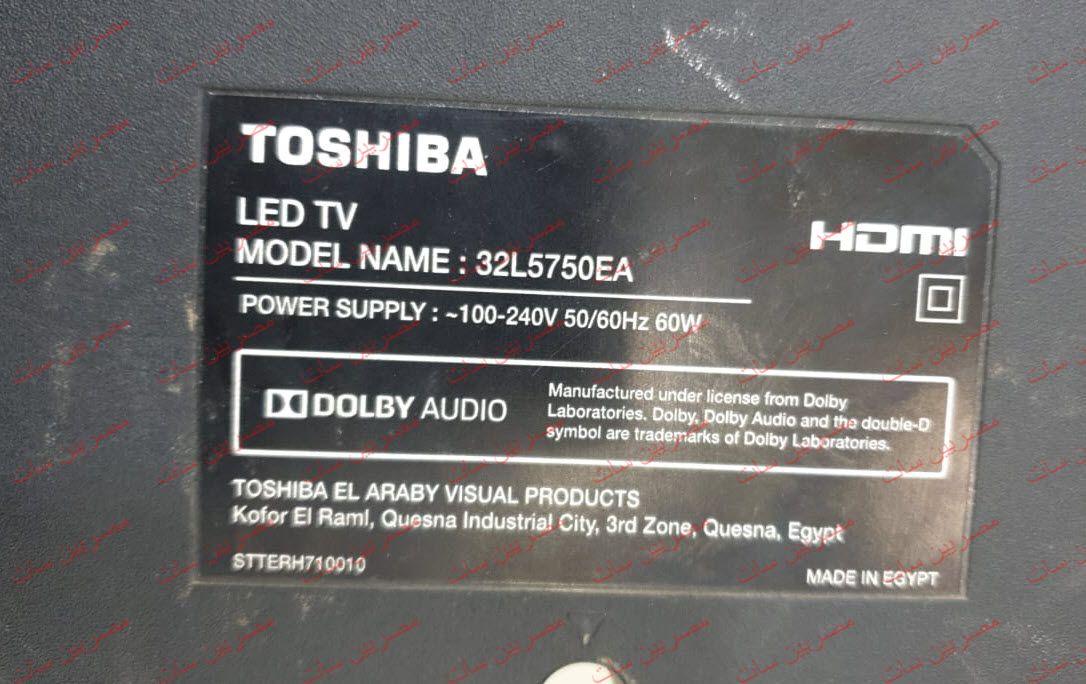 TOSHIBA
LED TV
HDMI
MODEL NAME : 32L5750EA
POWER SUPPLY : ~100-240V 50/60Hz 60W
DOLBY AUDIO
Manufactured under license from Dolby
Laboratories. Dolby, Dolby Audio and the double-D
symbol are trademarks of Dolby Laboratories.
TOSHIBA EL ARABY VISUAL PRODUCTS
Kofor El Raml, Quesna Industrial City, 3rd Zone, Quesna, Egypt
STTERH710010
MADE IN EGYPT
مصريين سات